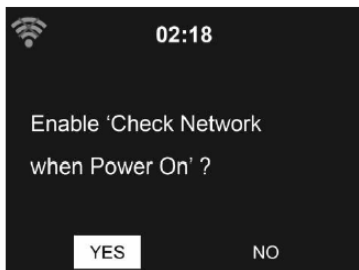 02:18
Enable ‘Check Network
when Power On’ ?
YES NO